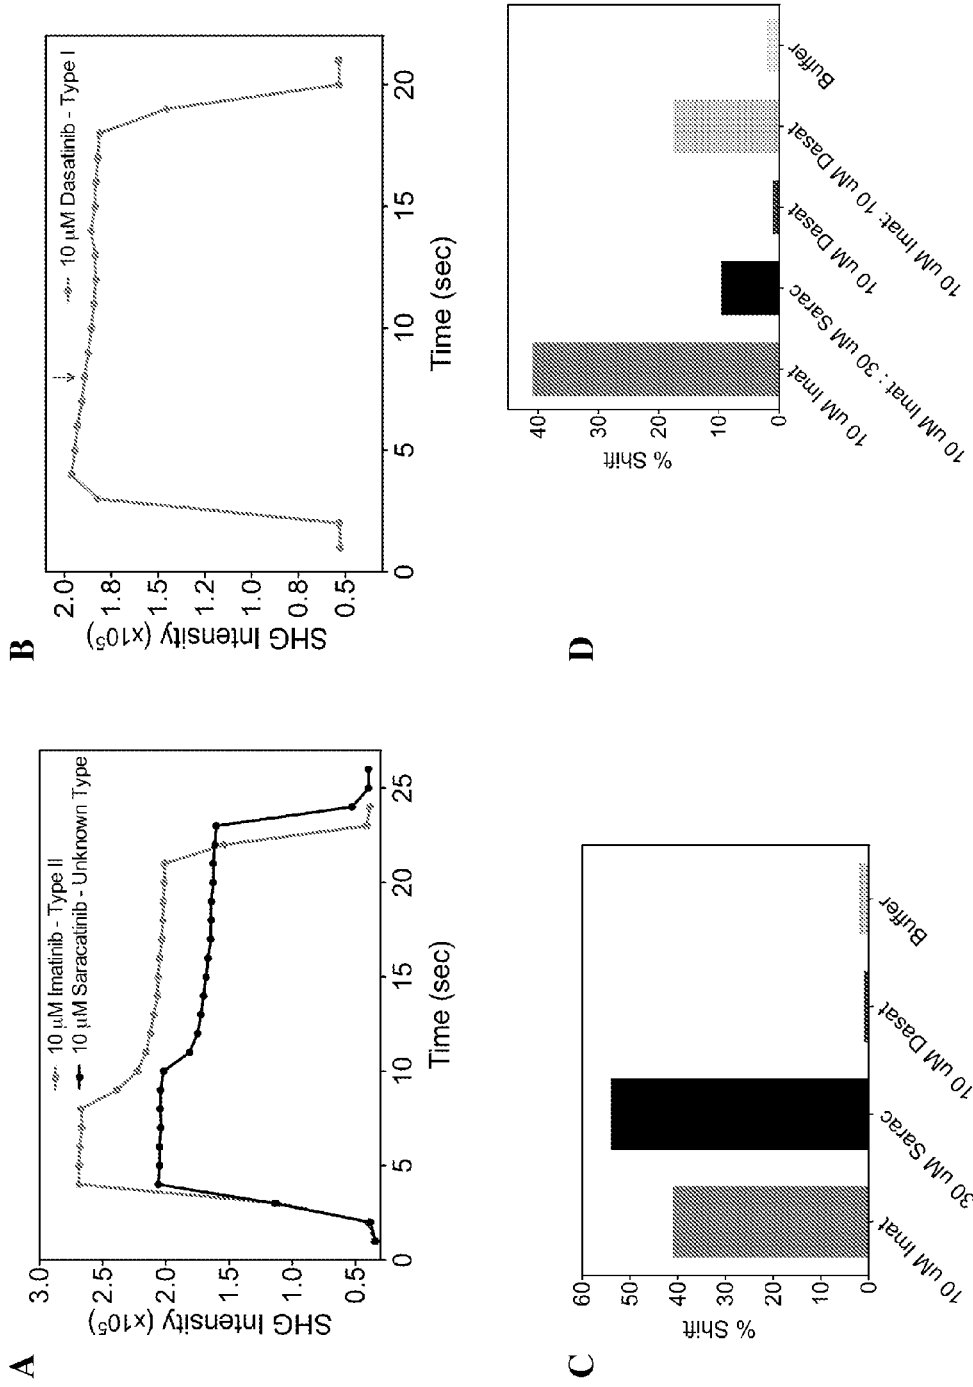 A
3.0
2.5
2.0
1.5
1.0
0.5
SHG Intensity (x10⁵)
0
5
10
15
20
25
Time (sec)
10 µM Imatinib - Type II
10 µM Saracatinib - Unknown Type
B
2.0
1.8
1.2
1.2
1.0
0.8
0.5
SHG Intensity (x10⁵)
0
5
10
15
20
Time (sec)
10 µM Dasatinib - Type I
C
60
50
40
30
20
10
0
% Shift
10 uM Imat
30 uM Sarac
10 uM Dasat
Buffer
D
40
30
20
10
0
% Shift
10 uM Imat
10 uM Imat : 30 uM Sarac
10 uM Dasat
10 uM Imat: 10 uM Dasat
Buffer